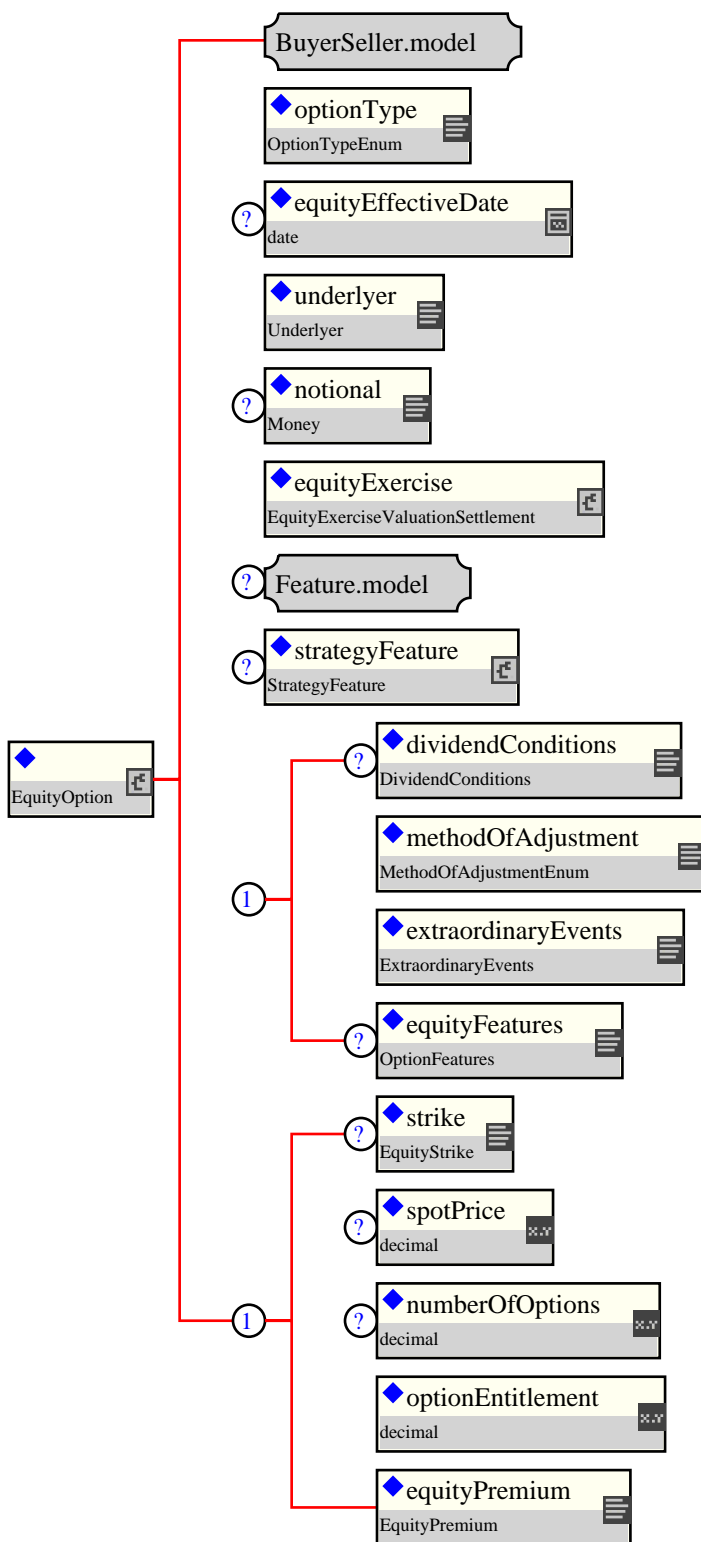 BuyerSeller.model
optionType
OptionTypeEnum
equityEffectiveDate
?
date
underlyer
Underlyer
notional
?
Money
equityExercise
EquityExerciseValuationSettlement
?
Feature.model
strategyFeature
?
StrategyFeature
EquityOption
dividendConditions
?
DividendConditions
methodOfAdjustment
MethodOfAdjustmentEnum
1
extraordinaryEvents
ExtraordinaryEvents
equityFeatures
?
OptionFeatures
strike
?
EquityStrike
spotPrice
?
decimal
x.Y
numberOfOptions
?
decimal
x.Y
1
optionEntitlement
decimal
x.Y
equityPremium
EquityPremium